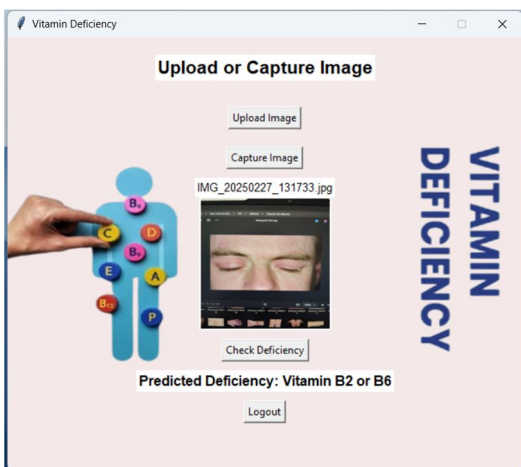 Vitamin Deficiency
Upload or Capture Image
Upload Image
Capture Image
IMG_20250227_131733.jpg
B₆
C
D
B₉
E
A
B₁₂
P
VITAMIN
DEFICIENCY
Check Deficiency
Predicted Deficiency: Vitamin B2 or B6
Logout